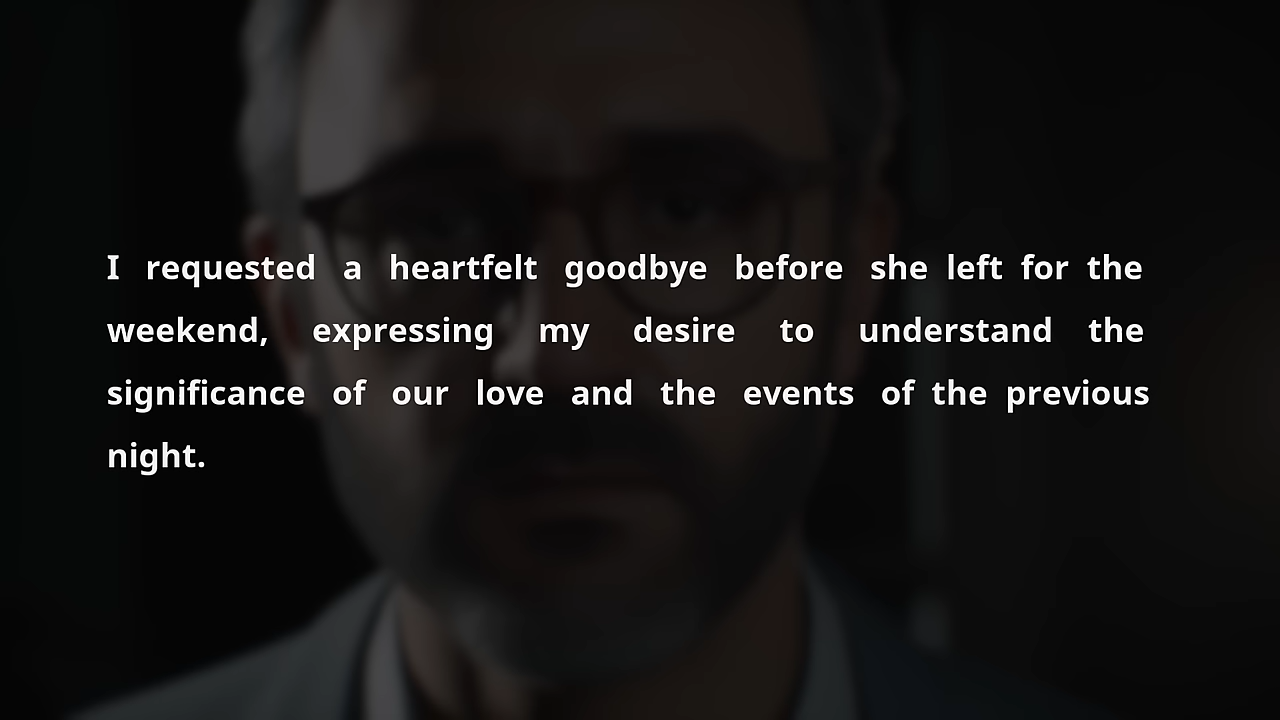 I requested a heartfelt goodbye before she left for the
weekend, expressing my desire to understand the
significance of our love and the events of the previous
night.